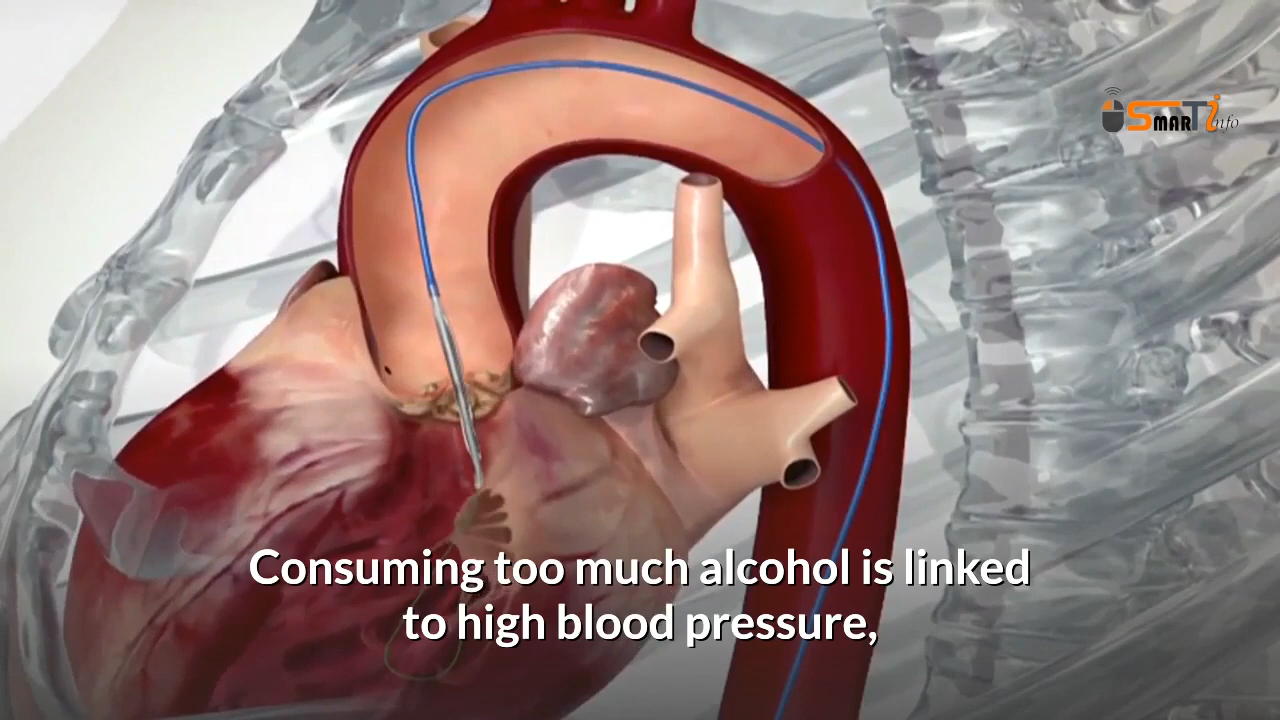 SmarTinfo
Consuming too much alcohol is linked
to high blood pressure,